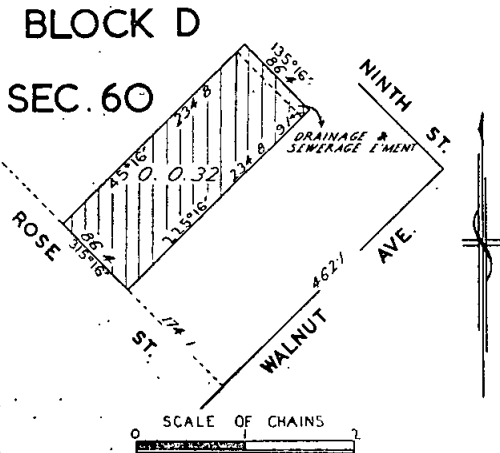 BLOCK D
SEC. 60
135°16'
86.4
NINTH ST.
234.8
45°16'
0. 0. 32
DRAINAGE &
SEWERAGE E'MENT
234.8
225°16'
ROSE ST.
86.4
315°16'
174.1
462.1
WALNUT AVE.
SCALE OF CHAINS
0 1 2